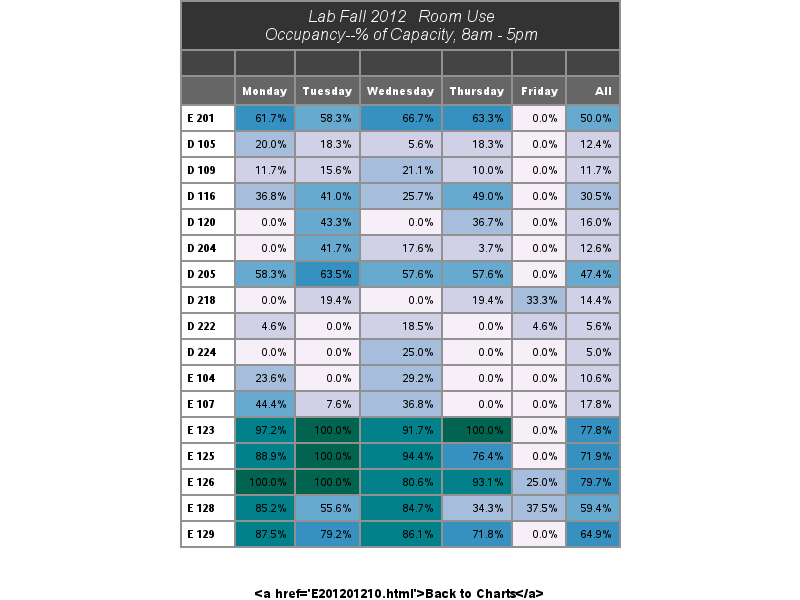 Lab Fall 2012 Room Use
Occupancy--% of Capacity, 8am - 5pm
Monday Tuesday Wednesday Thursday Friday All
E 201 61.7% 58.3% 66.7% 63.3% 0.0% 50.0%
D 105 20.0% 18.3% 5.6% 18.3% 0.0% 12.4%
D 109 11.7% 15.6% 21.1% 10.0% 0.0% 11.7%
D 116 36.8% 41.0% 25.7% 49.0% 0.0% 30.5%
D 120 0.0% 43.3% 0.0% 36.7% 0.0% 16.0%
D 204 0.0% 41.7% 17.6% 3.7% 0.0% 12.6%
D 205 58.3% 63.5% 57.6% 57.6% 0.0% 47.4%
D 218 0.0% 19.4% 0.0% 19.4% 33.3% 14.4%
D 222 4.6% 0.0% 18.5% 0.0% 4.6% 5.6%
D 224 0.0% 0.0% 25.0% 0.0% 0.0% 5.0%
E 104 23.6% 0.0% 29.2% 0.0% 0.0% 10.6%
E 107 44.4% 7.6% 36.8% 0.0% 0.0% 17.8%
E 123 97.2% 100.0% 91.7% 100.0% 0.0% 77.8%
E 125 88.9% 100.0% 94.4% 76.4% 0.0% 71.9%
E 126 100.0% 100.0% 80.6% 93.1% 25.0% 79.7%
E 128 85.2% 55.6% 84.7% 34.3% 37.5% 59.4%
E 129 87.5% 79.2% 86.1% 71.8% 0.0% 64.9%
<a href='E201201210.html'>Back to Charts</a>